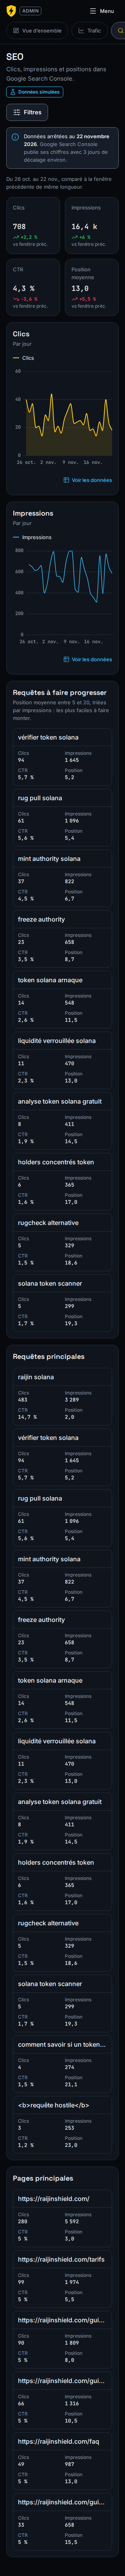 ADMIN
Menu
Vue d'ensemble
Trafic
SEO
Clics, impressions et positions dans
Google Search Console.
Données simulées
Filtres
Données arrêtées au 22 novembre
2026. Google Search Console
publie ses chiffres avec 3 jours de
décalage environ.
Du 26 oct. au 22 nov., comparé à la fenêtre
précédente de même longueur.
Clics
708
+2,2 %
vs fenêtre préc.
Impressions
16,4 k
+6 %
vs fenêtre préc.
CTR
4,3 %
-3,6 %
vs fenêtre préc.
Position
moyenne
13,0
+0,5 %
vs fenêtre préc.
Clics
Par jour
Clics
60
40
20
0
26 oct.
2 nov.
9 nov.
16 nov.
Voir les données
Impressions
Par jour
Impressions
800
600
400
200
0
26 oct.
2 nov.
9 nov.
16 nov.
Voir les données
Requêtes à faire progresser
Position moyenne entre 5 et 20, triées
par impressions : les plus faciles à faire
monter.
vérifier token solana
Clics Impressions
94 1 645
CTR Position
5,7 % 5,2
rug pull solana
Clics Impressions
61 1 096
CTR Position
5,6 % 5,4
mint authority solana
Clics Impressions
37 822
CTR Position
4,5 % 6,7
freeze authority
Clics Impressions
23 658
CTR Position
3,5 % 8,7
token solana arnaque
Clics Impressions
14 548
CTR Position
2,6 % 11,5
liquidité verrouillée solana
Clics Impressions
11 470
CTR Position
2,3 % 13,0
analyse token solana gratuit
Clics Impressions
8 411
CTR Position
1,9 % 14,5
holders concentrés token
Clics Impressions
6 365
CTR Position
1,6 % 17,0
rugcheck alternative
Clics Impressions
5 329
CTR Position
1,5 % 18,6
solana token scanner
Clics Impressions
5 299
CTR Position
1,7 % 19,3
Requêtes principales
raijin solana
Clics Impressions
483 3 289
CTR Position
14,7 % 2,0
vérifier token solana
Clics Impressions
94 1 645
CTR Position
5,7 % 5,2
rug pull solana
Clics Impressions
61 1 096
CTR Position
5,6 % 5,4
mint authority solana
Clics Impressions
37 822
CTR Position
4,5 % 6,7
freeze authority
Clics Impressions
23 658
CTR Position
3,5 % 8,7
token solana arnaque
Clics Impressions
14 548
CTR Position
2,6 % 11,5
liquidité verrouillée solana
Clics Impressions
11 470
CTR Position
2,3 % 13,0
analyse token solana gratuit
Clics Impressions
8 411
CTR Position
1,9 % 14,5
holders concentrés token
Clics Impressions
6 365
CTR Position
1,6 % 17,0
rugcheck alternative
Clics Impressions
5 329
CTR Position
1,5 % 18,6
solana token scanner
Clics Impressions
5 299
CTR Position
1,7 % 19,3
comment savoir si un token...
Clics Impressions
4 274
CTR Position
1,5 % 21,1
&lt;b&gt;requête hostile&lt;/b&gt;
Clics Impressions
3 253
CTR Position
1,2 % 23,0
Pages principales
https://raijinshield.com/
Clics Impressions
280 5 592
CTR Position
5 % 3,0
https://raijinshield.com/tarifs
Clics Impressions
99 1 974
CTR Position
5 % 5,5
https://raijinshield.com/gui...
Clics Impressions
90 1 809
CTR Position
5 % 8,0
https://raijinshield.com/gui...
Clics Impressions
66 1 316
CTR Position
5 % 10,5
https://raijinshield.com/faq
Clics Impressions
49 987
CTR Position
5 % 13,0
https://raijinshield.com/gui...
Clics Impressions
33 658
CTR Position
5 % 15,5